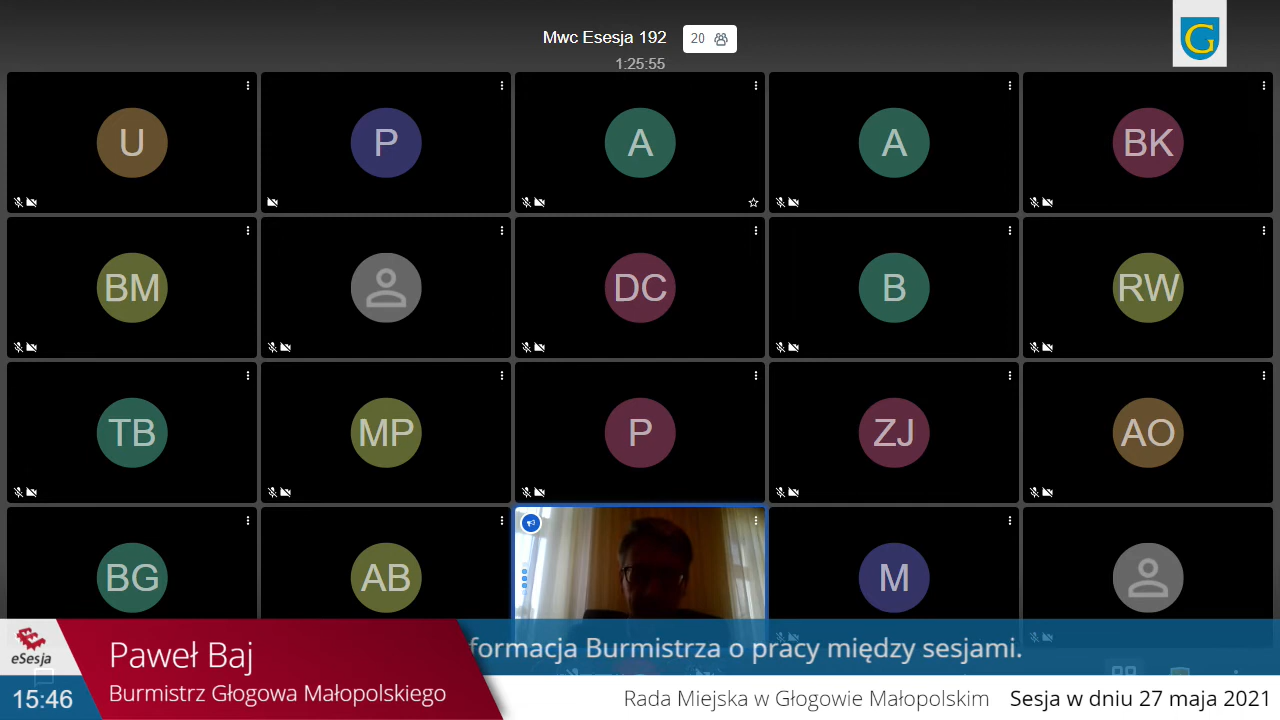 Mwc Esesja 192
20
1:25:55
G
U
P
A
A
BK
BM
DC
B
RW
TB
MP
P
ZJ
AO
BG
AB
M
eSesja
15:46
Paweł Baj
Burmistrz Głogowa Małopolskiego
formacja Burmistrza o pracy między sesjami.
Rada Miejska w Głogowie Małopolskim
Sesja w dniu 27 maja 2021